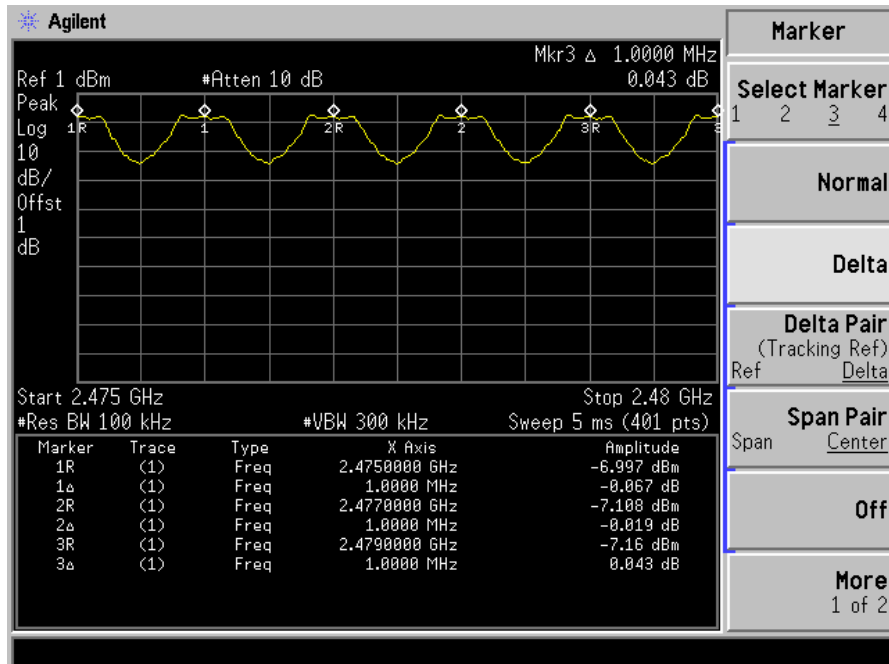 Agilent
Mkr3 Δ 1.0000 MHz
Ref 1 dBm #Atten 10 dB 0.043 dB
Peak
Log
10
dB/
Offst
1
dB
1R 1 2R 2 3R
Start 2.475 GHz Stop 2.48 GHz
#Res BW 100 kHz #VBW 300 kHz Sweep 5 ms (401 pts)
Marker Trace Type X Axis Amplitude
1R (1) Freq 2.4750000 GHz -6.997 dBm
1Δ (1) Freq 1.0000 MHz -0.067 dB
2R (1) Freq 2.4770000 GHz -7.108 dBm
2Δ (1) Freq 1.0000 MHz -0.019 dB
3R (1) Freq 2.4790000 GHz -7.16 dBm
3Δ (1) Freq 1.0000 MHz 0.043 dB
Marker
Select Marker
1 2 3 4
Normal
Delta
Delta Pair
(Tracking Ref)
Ref Delta
Span Pair
Span Center
Off
More
1 of 2